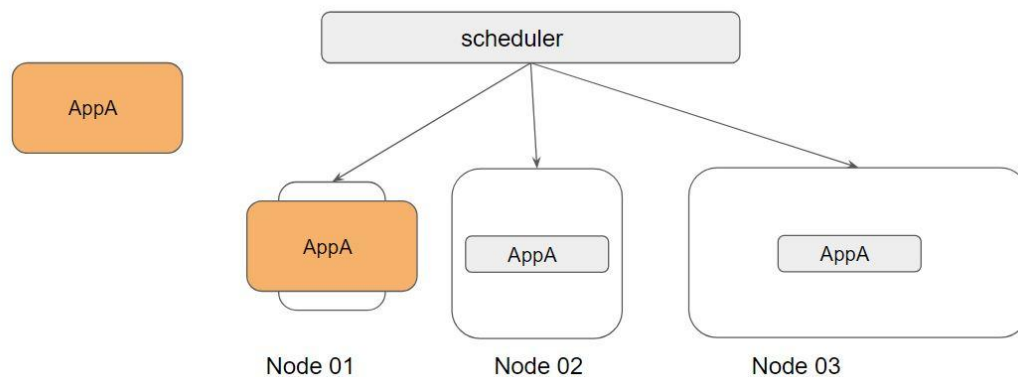 scheduler
AppA
AppA
AppA
AppA
Node 01
Node 02
Node 03